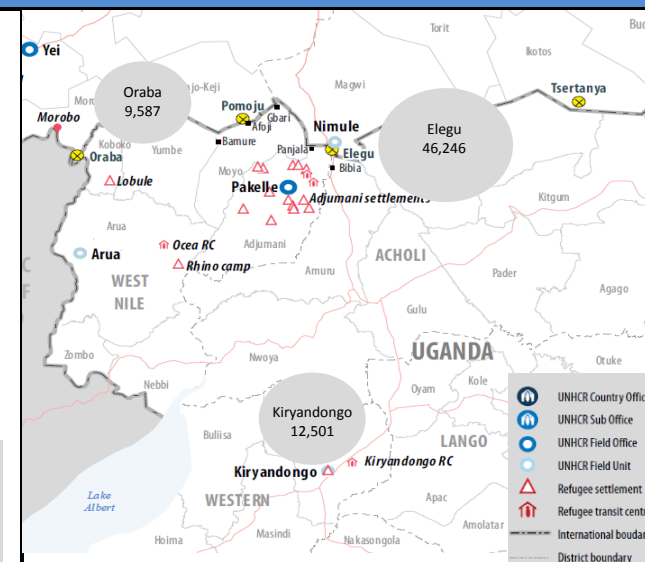 Torit
Yei
Ikotos
Oraba
9,587
Magwi
Tsertanya
Pomoju
Gbari
Morobo
Afoji
Nimule
Elegu
46,246
Koboko
Yumbe
Bamure
Panjala
Elegu
Oraba
Moyo
Bibia
Lobule
Pakelle
Adjumani settlements
Kitgum
Arua
Ocea RC
Adjumani
ACHOLI
Arua
Rhino camp
Amuru
Pader
Agago
WEST
NILE
Gulu
UGANDA
Zombo
Nwoya
Otuke
Nebbi
Oyam
Kole
Kiryandongo
12,501
UNHCR Country Offic
UNHCR Sub Office
Buliisa
LANGO
UNHCR Field Office
Kiryandongo
Kiryandongo RC
UNHCR Field Unit
Refugee settlement
Lake
Albert
WESTERN
Apac
Refugee transit centr
Amolatar
International boudar
Hoima
Masindi
Nakasongola
District boundary